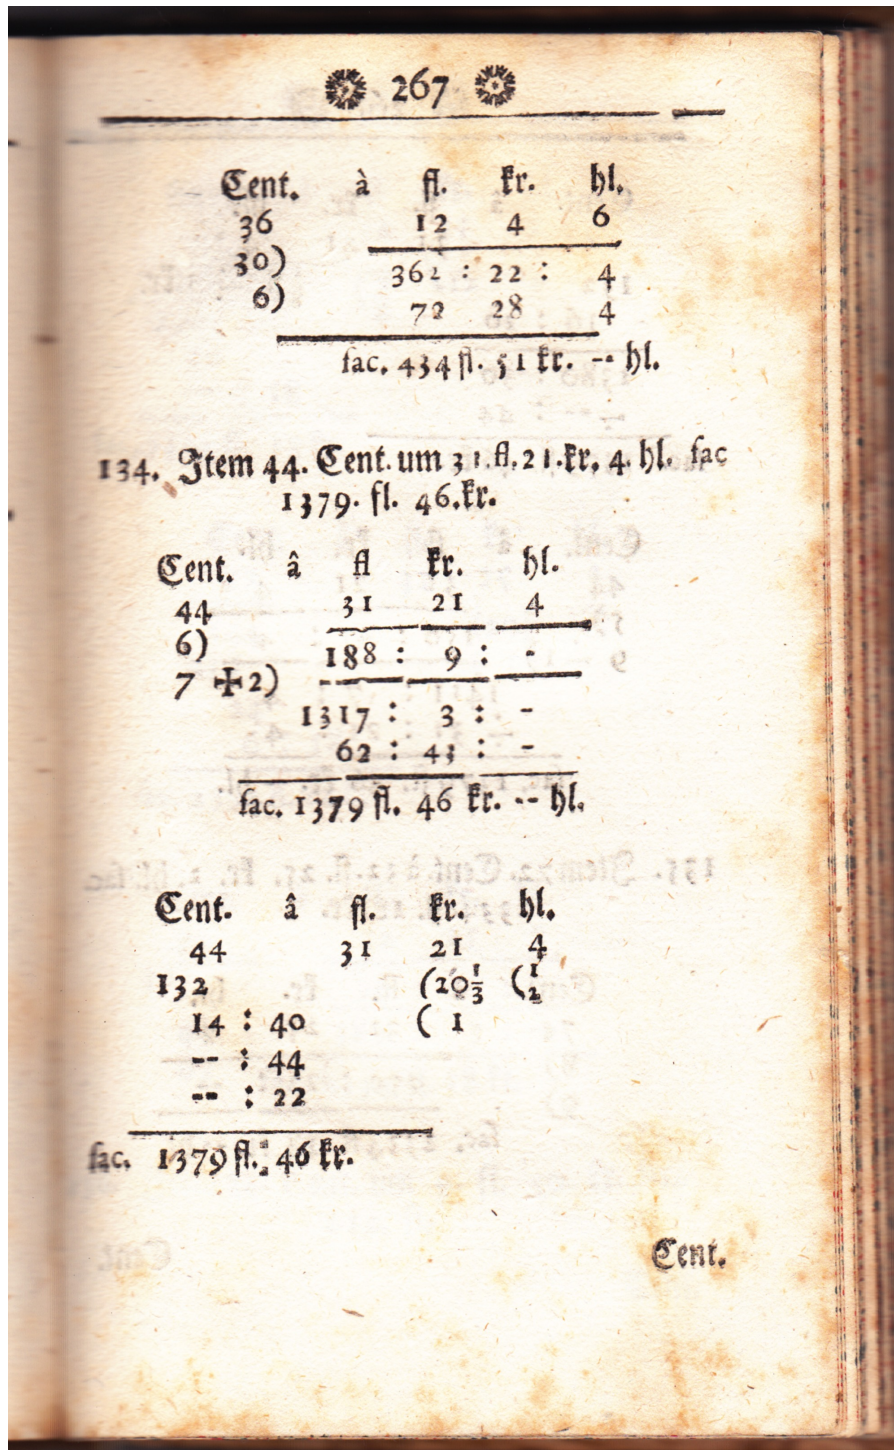 267
Cent. à fl. kr. hl.
36 12 4 6
30) 362 : 22 : 4
6) 72 28 4
fac. 434 fl. 51 kr. -- hl.
134. Item 44. Cent. um 31. fl. 21. kr. 4. hl. fac
1379. fl. 46. kr.
Cent. â fl kr. hl.
44 31 21 4
6) 188 : 9 : -
7 ✠ 2)
1317 : 3 : -
62 : 43 : -
fac. 1379 fl. 46 kr. -- hl.
Cent. â fl. kr. hl.
44 31 21 4
132 (20⅓ (½
14 : 40 ( 1
-- : 44
-- : 22
fac. 1379 fl. : 46 kr.
Cent.